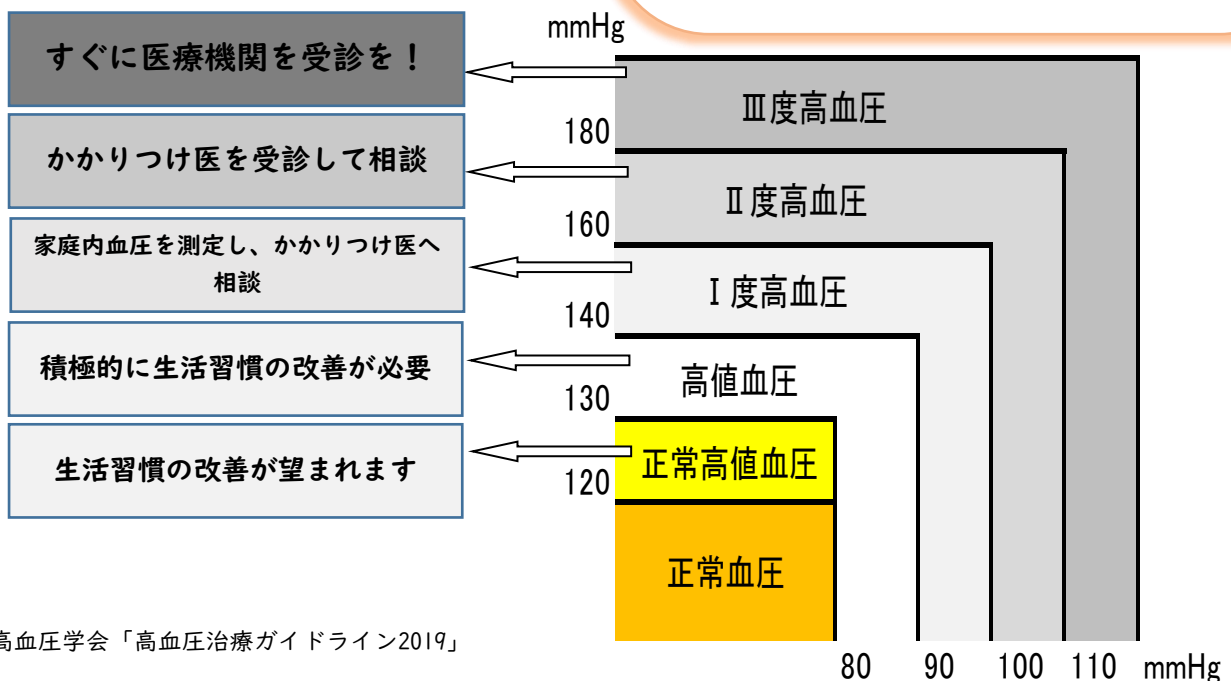 すぐに医療機関を受診を！
かかりつけ医を受診して相談
家庭内血圧を測定し、かかりつけ医へ
相談
積極的に生活習慣の改善が必要
生活習慣の改善が望まれます
高血圧学会「高血圧治療ガイドライン2019」
mmHg
180
160
140
130
120
Ⅲ度高血圧
Ⅱ度高血圧
Ⅰ度高血圧
高値血圧
正常高値血圧
正常血圧
80 90 100 110 mmHg